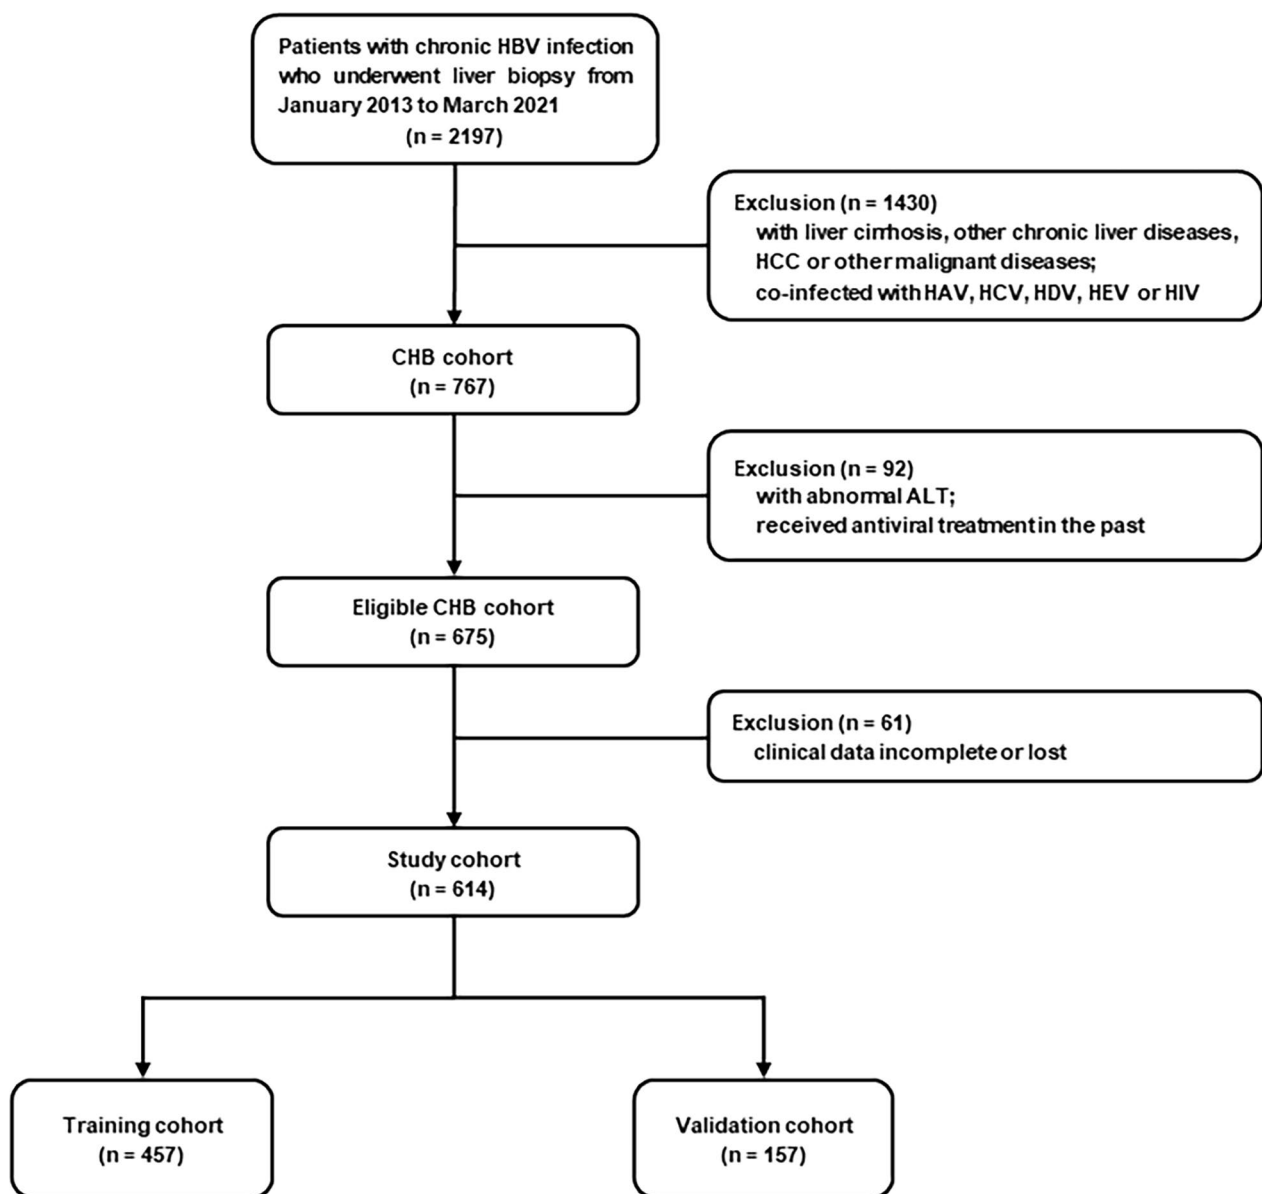 Patients with chronic HBV infection
who underwent liver biopsy from
January 2013 to March 2021
(n = 2197)
Exclusion (n = 1430)
with liver cirrhosis, other chronic liver diseases,
HCC or other malignant diseases;
co-infected with HAV, HCV, HDV, HEV or HIV
CHB cohort
(n = 767)
Exclusion (n = 92)
with abnormal ALT;
received antiviral treatment in the past
Eligible CHB cohort
(n = 675)
Exclusion (n = 61)
clinical data incomplete or lost
Study cohort
(n = 614)
Training cohort
(n = 457)
Validation cohort
(n = 157)